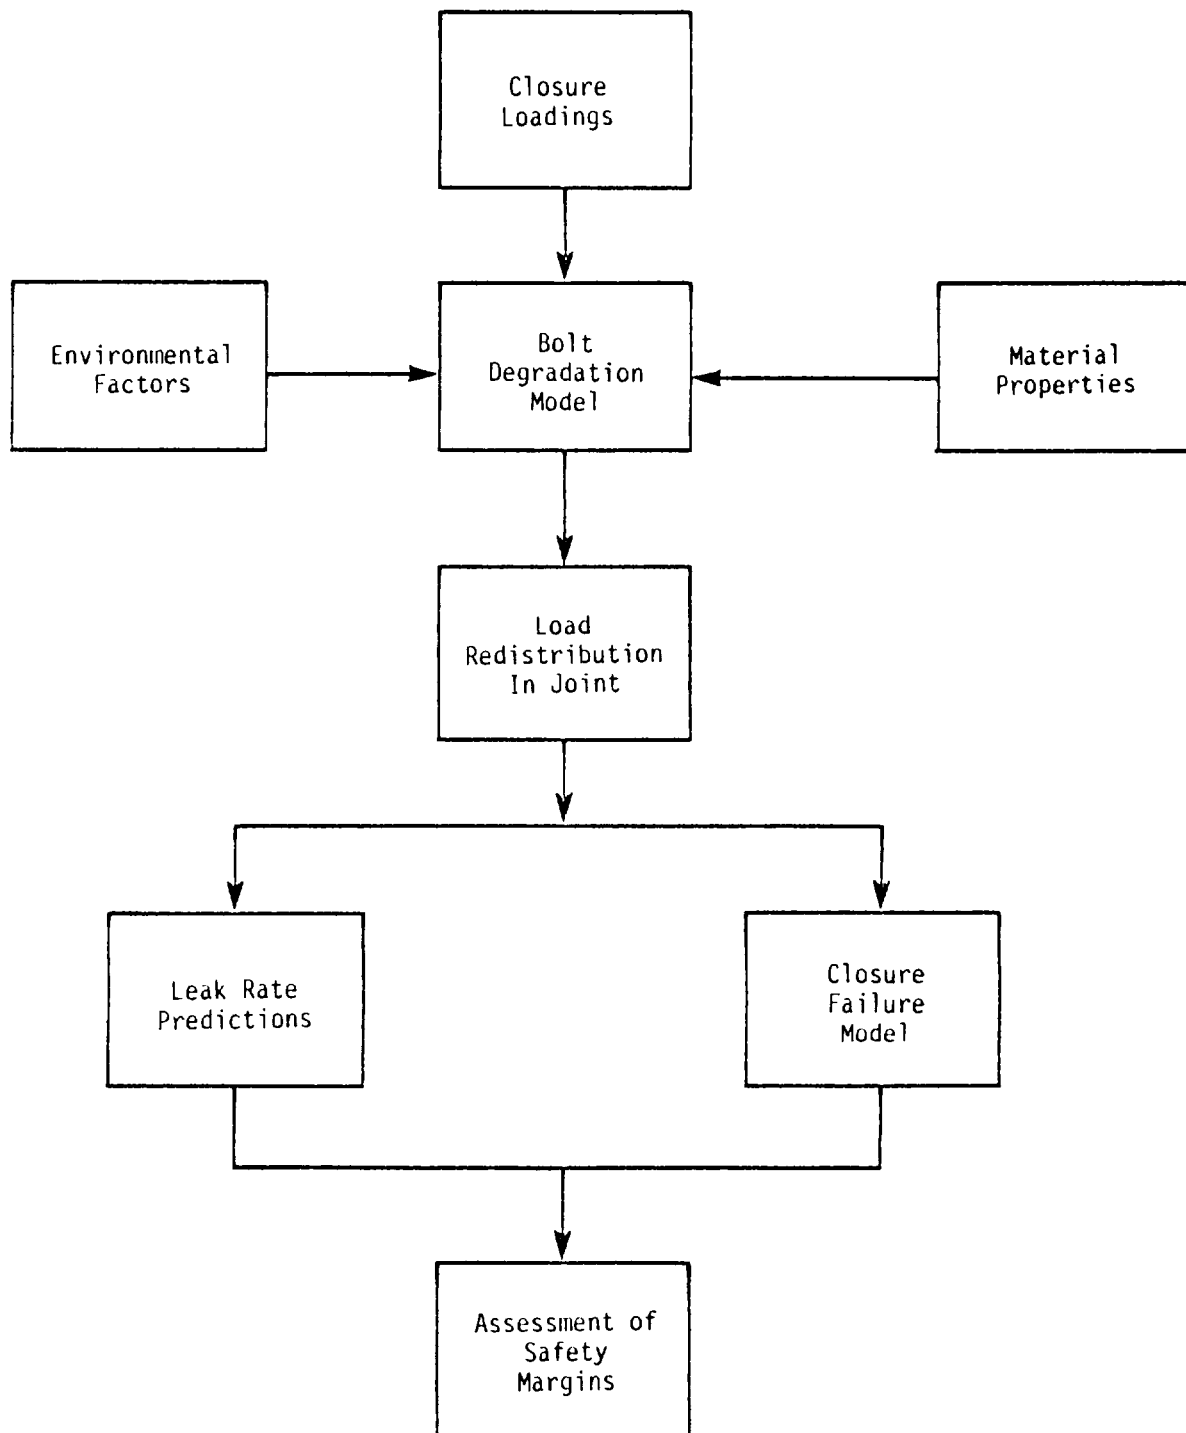 Closure
Loadings
Environmental
Factors
Bolt
Degradation
Model
Material
Properties
Load
Redistribution
In Joint
Leak Rate
Predictions
Closure
Failure
Model
Assessment of
Safety
Margins